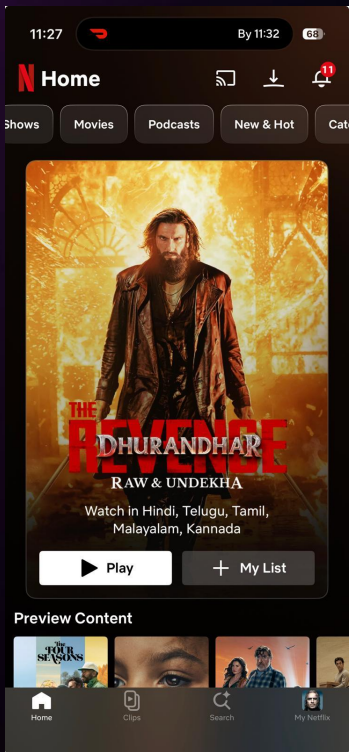 11:27
By 11:32
68
N Home
11
Shows
Movies
Podcasts
New & Hot
Cat
THE
REVENGE
DHURANDHAR
RAW & UNDEKHA
Watch in Hindi, Telugu, Tamil,
Malayalam, Kannada
Play
+ My List
Preview Content
The
FOUR
SEASONS
Home
Clips
Search
My Netflix